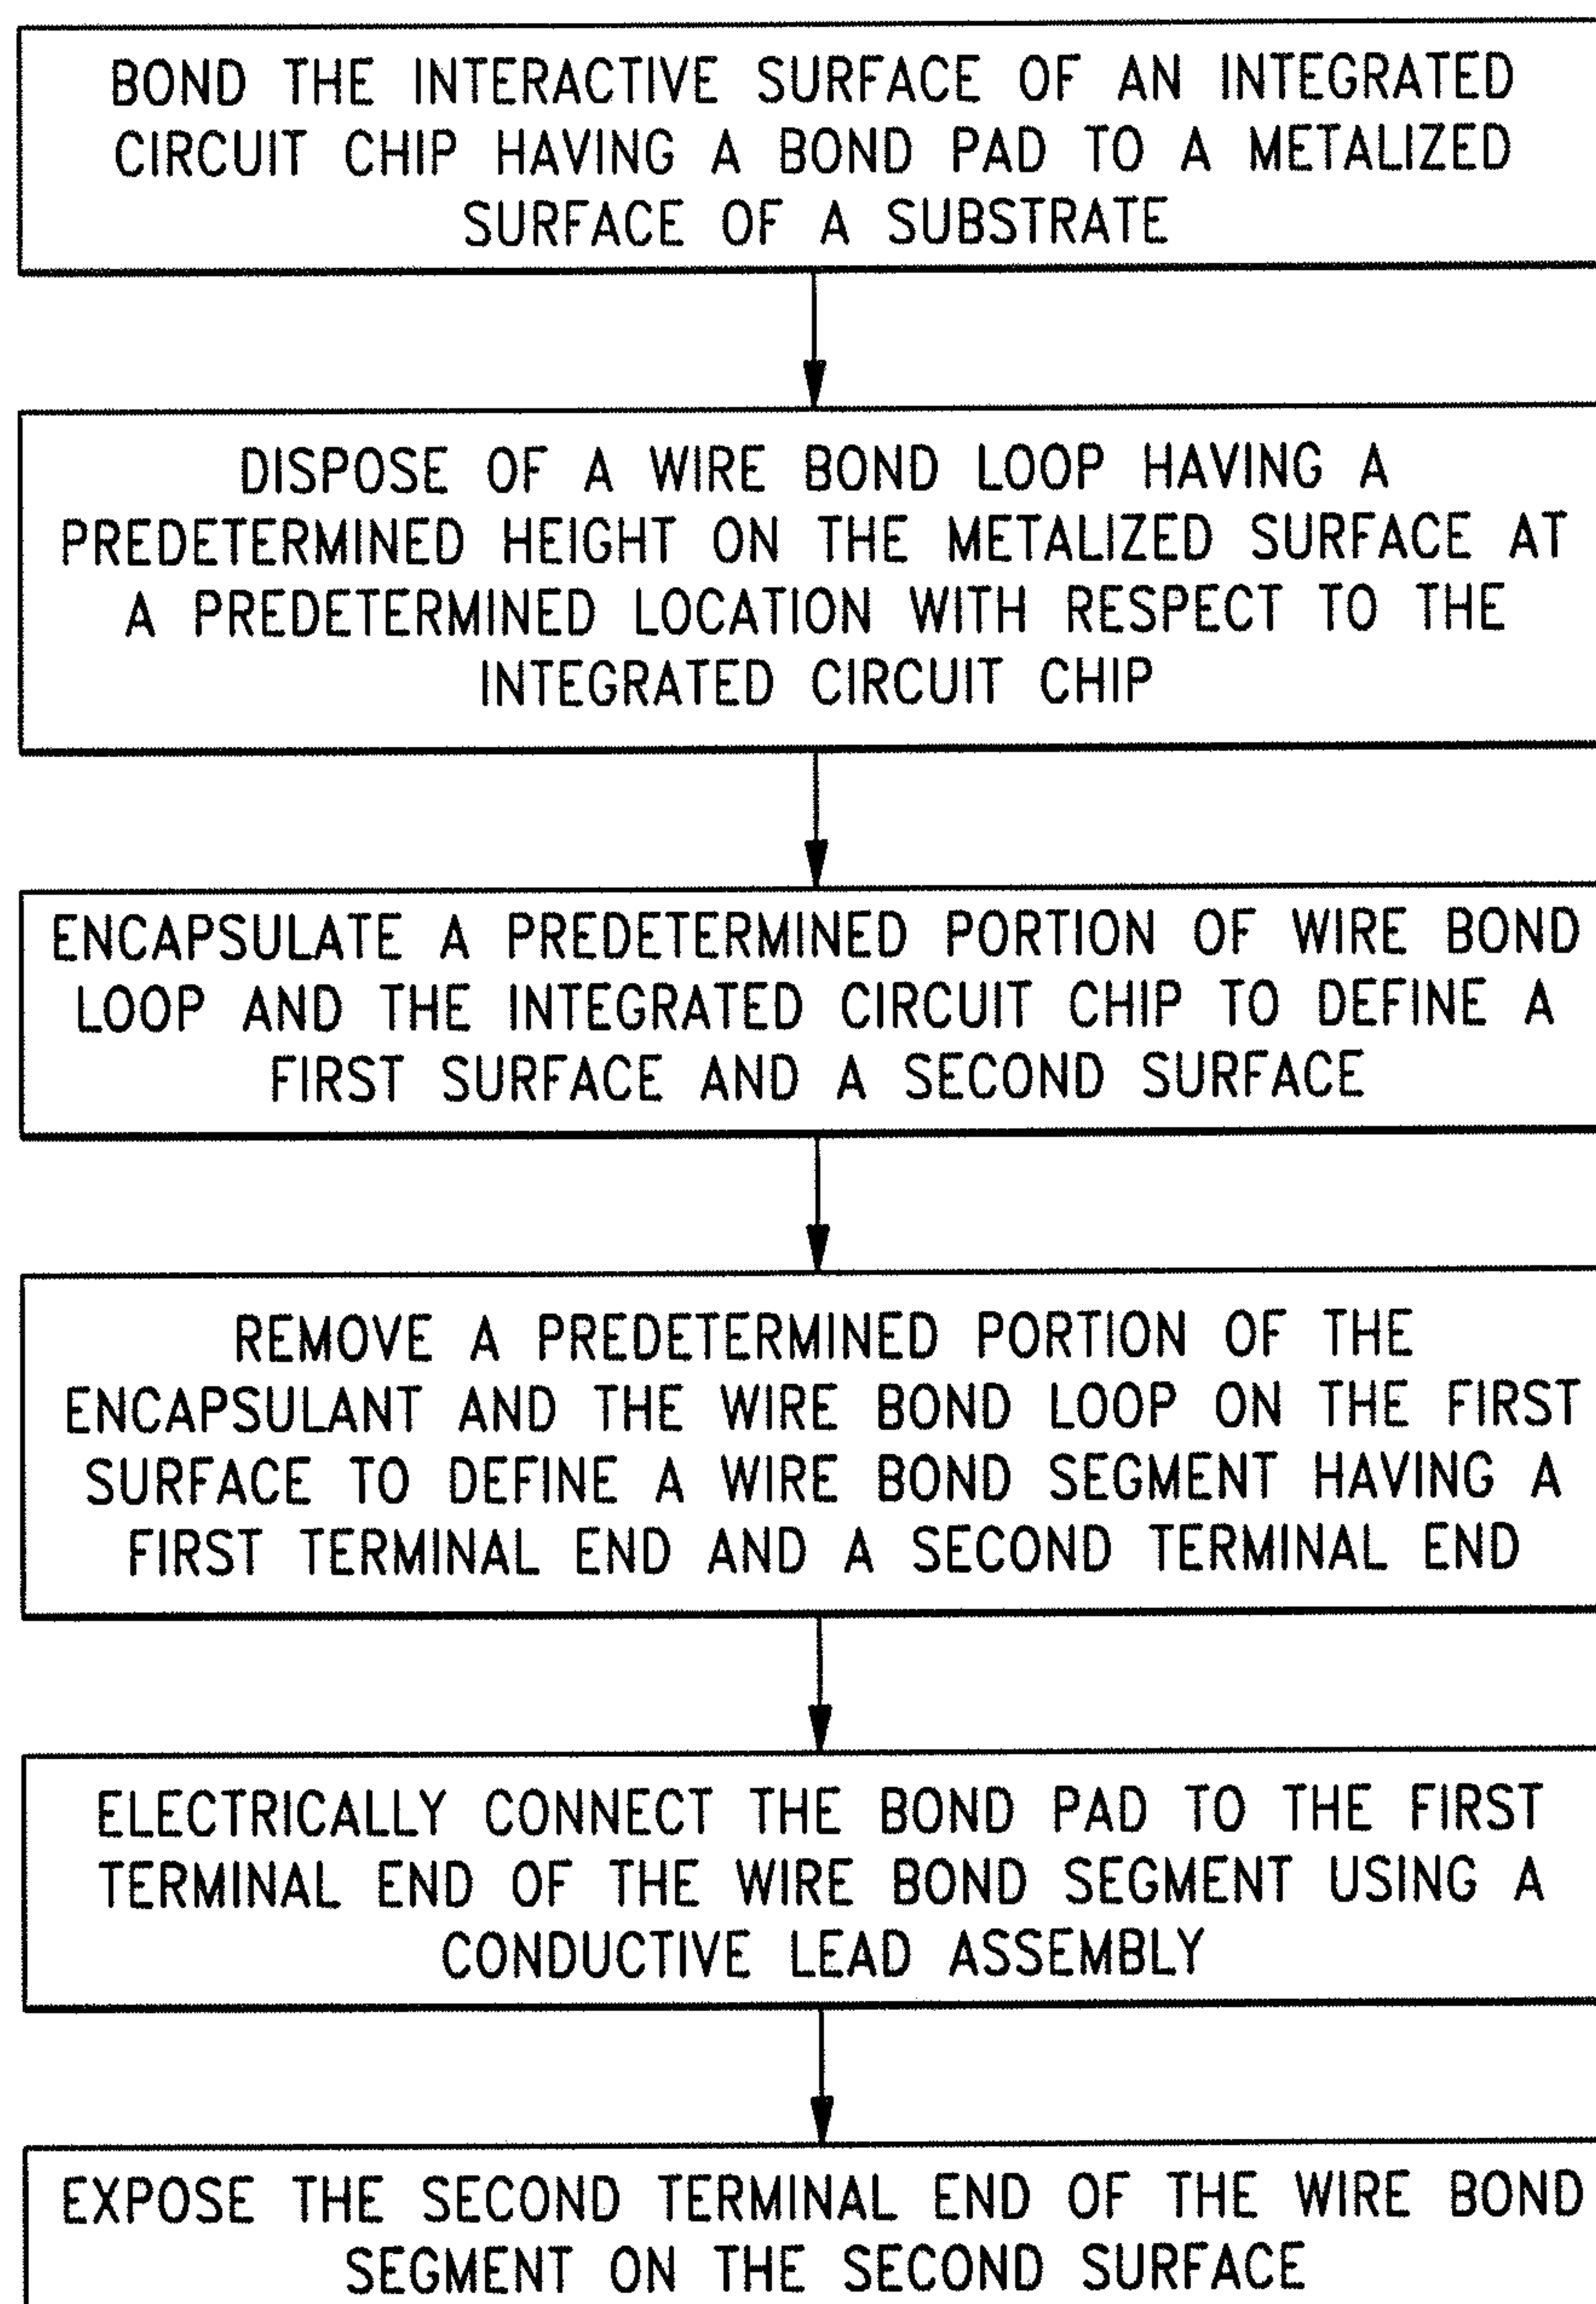 BOND THE INTERACTIVE SURFACE OF AN INTEGRATED
CIRCUIT CHIP HAVING A BOND PAD TO A METALIZED
SURFACE OF A SUBSTRATE
DISPOSE OF A WIRE BOND LOOP HAVING A
PREDETERMINED HEIGHT ON THE METALIZED SURFACE AT
A PREDETERMINED LOCATION WITH RESPECT TO THE
INTEGRATED CIRCUIT CHIP
ENCAPSULATE A PREDETERMINED PORTION OF WIRE BOND
LOOP AND THE INTEGRATED CIRCUIT CHIP TO DEFINE A
FIRST SURFACE AND A SECOND SURFACE
REMOVE A PREDETERMINED PORTION OF THE
ENCAPSULANT AND THE WIRE BOND LOOP ON THE FIRST
SURFACE TO DEFINE A WIRE BOND SEGMENT HAVING A
FIRST TERMINAL END AND A SECOND TERMINAL END
ELECTRICALLY CONNECT THE BOND PAD TO THE FIRST
TERMINAL END OF THE WIRE BOND SEGMENT USING A
CONDUCTIVE LEAD ASSEMBLY
EXPOSE THE SECOND TERMINAL END OF THE WIRE BOND
SEGMENT ON THE SECOND SURFACE